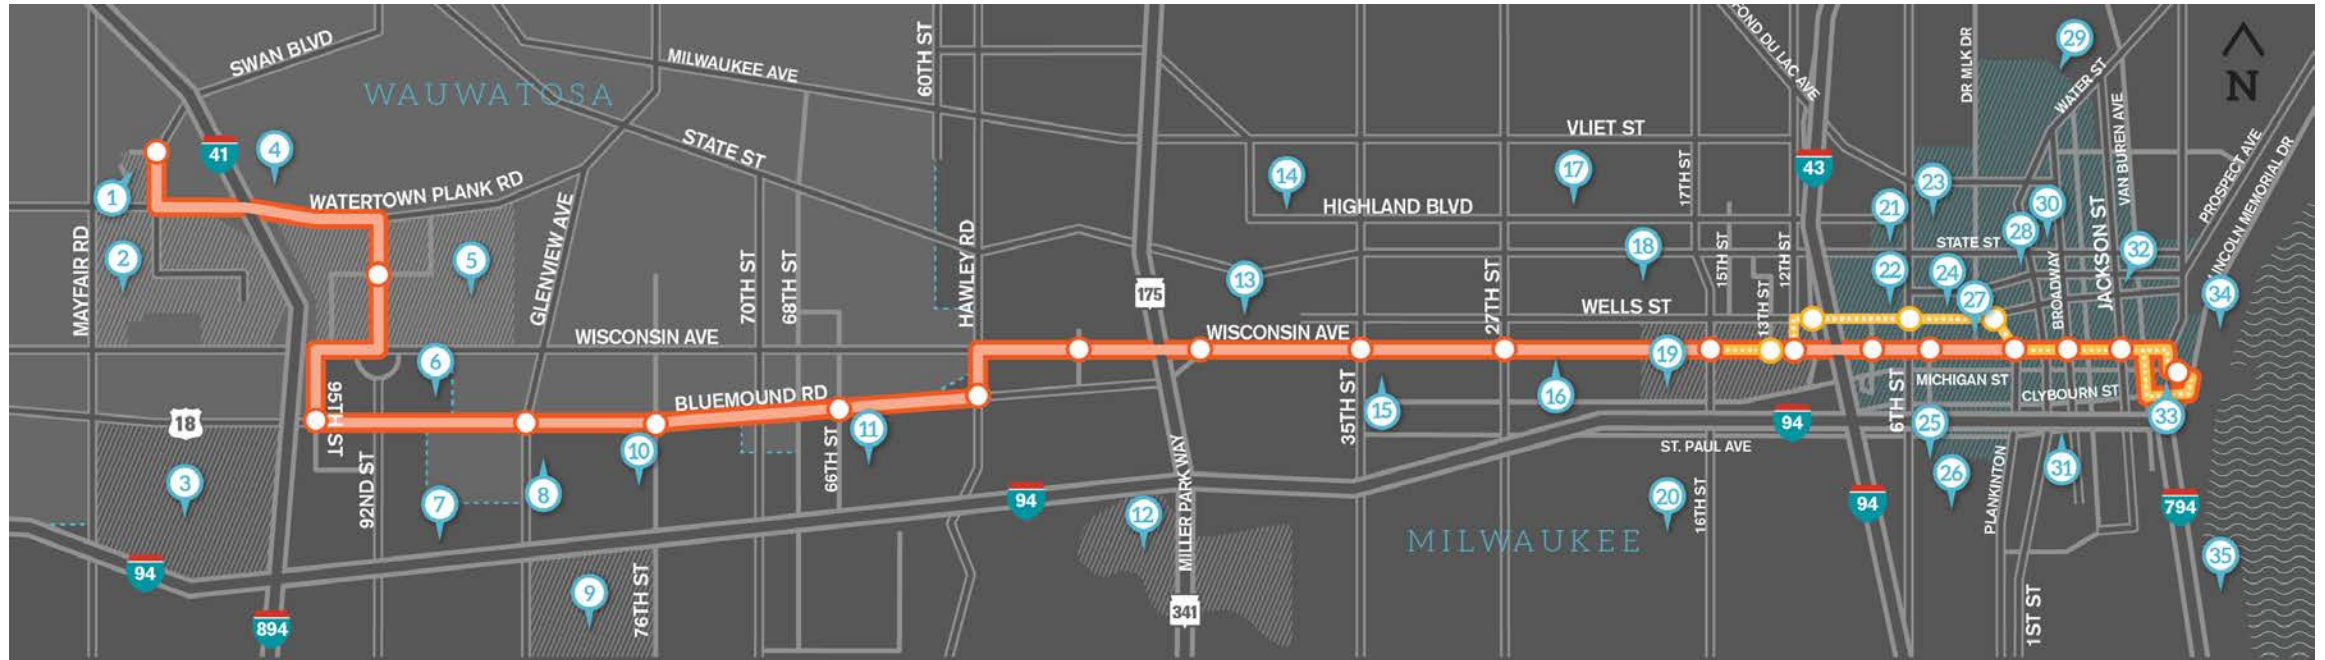 SWAN BLVD
WAUWATOSA
MILWAUKEE AVE
60TH ST
FOND DU LAC AVE
DR MLK DR
29
WATER ST
N
VAN BUREN AVE
PROSPECT AVE
LINCOLN MEMORIAL DR
41
4
STATE ST
VLIET ST
43
1
WATERTOWN PLANK RD
14
17
17TH ST
23
HIGHLAND BLVD
21
30
MAYFAIR RD
2
5
GLENVIEW AVE
70TH ST
68TH ST
HAWLEY RD
13
18
15TH ST
12TH ST
STATE ST
28
JACKSON ST
32
175
27TH ST
WELLS ST
13TH ST
22
24
27
BROADWAY
34
6
WISCONSIN AVE
WISCONSIN AVE
19
95TH ST
BLUEMOUND RD
35TH ST
15
16
6TH ST
MICHIGAN ST
CLYBOURN ST
18
10
66TH ST
11
94
25
33
3
92ND ST
7
8
94
12
MILLER PARK WAY
ST. PAUL AVE
20
16TH ST
94
26
PLANKINTON
31
794
MILWAUKEE
94
9
76TH ST
35
894
341
1ST ST